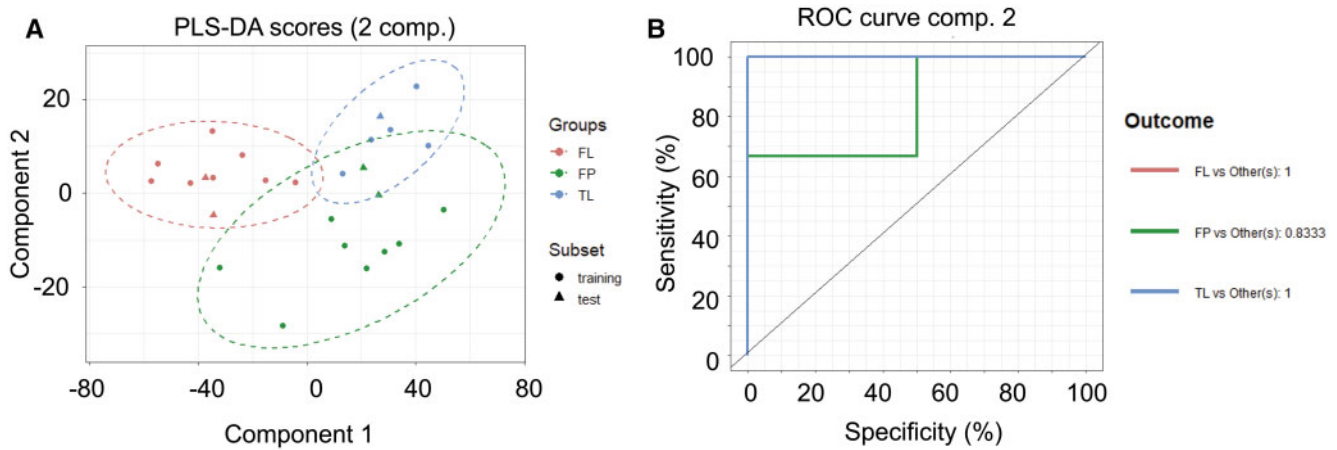 A
PLS-DA scores (2 comp.)
20
0
-20
Component 2
-80
-40
0
40
80
Component 1
Groups
FL
FP
TL
Subset
training
test
B
ROC curve comp. 2
100
80
60
40
20
0
Sensitivity (%)
0
20
40
60
80
100
Specificity (%)
Outcome
FL vs Other(s): 1
FP vs Other(s): 0.8333
TL vs Other(s): 1